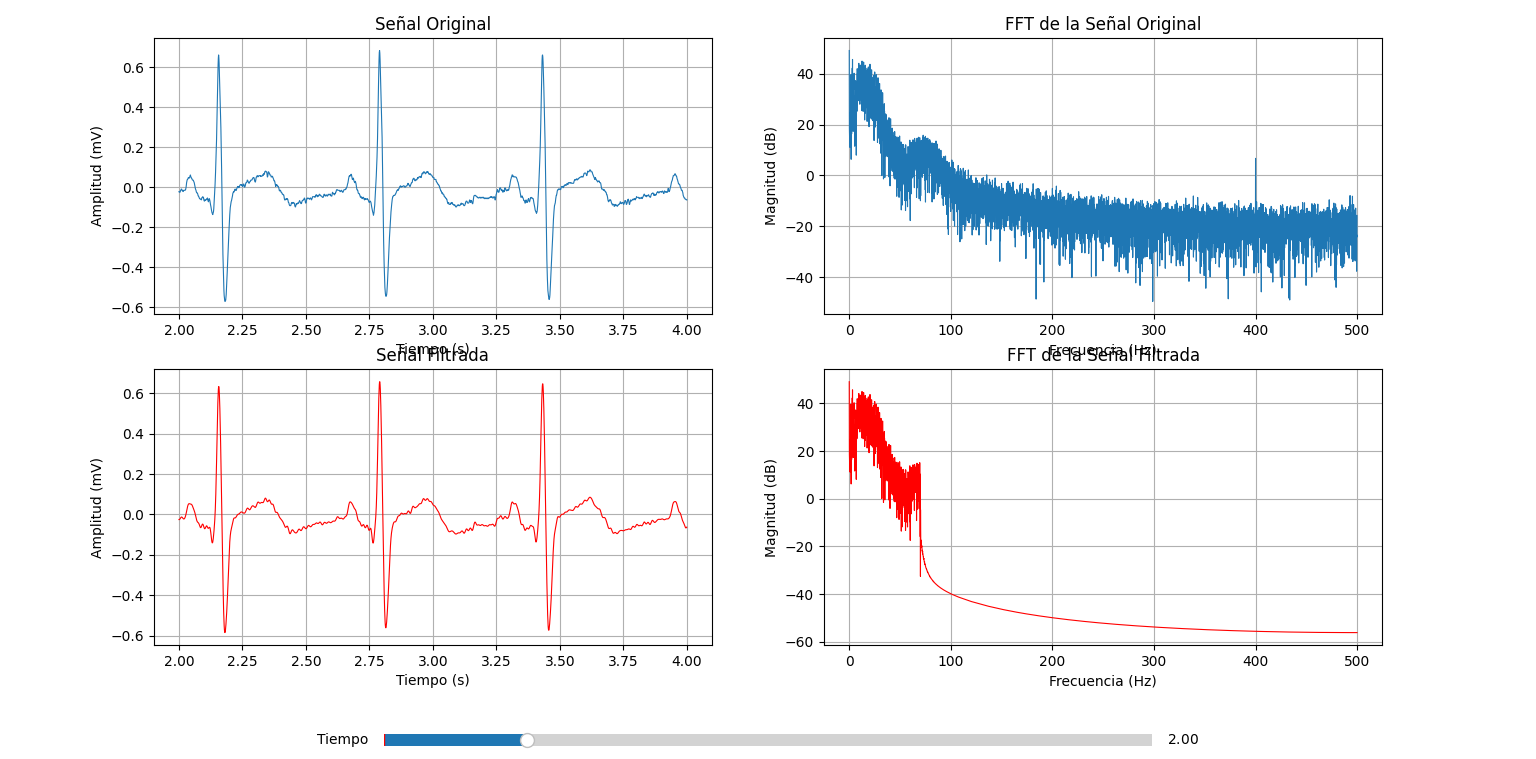 Señal Original
Amplitud (mV)
0.6
0.4
0.2
0.0
−0.2
−0.4
−0.6
2.00 2.25 2.50 2.75 3.00 3.25 3.50 3.75 4.00
Tiempo (s)
FFT de la Señal Original
Magnitud (dB)
40
20
0
−20
−40
0 100 200 300 400 500
Frecuencia (Hz)
Señal Filtrada
Amplitud (mV)
0.6
0.4
0.2
0.0
−0.2
−0.4
−0.6
2.00 2.25 2.50 2.75 3.00 3.25 3.50 3.75 4.00
Tiempo (s)
FFT de la Señal Filtrada
Magnitud (dB)
40
20
0
−20
−40
−60
0 100 200 300 400 500
Frecuencia (Hz)
Tiempo 2.00